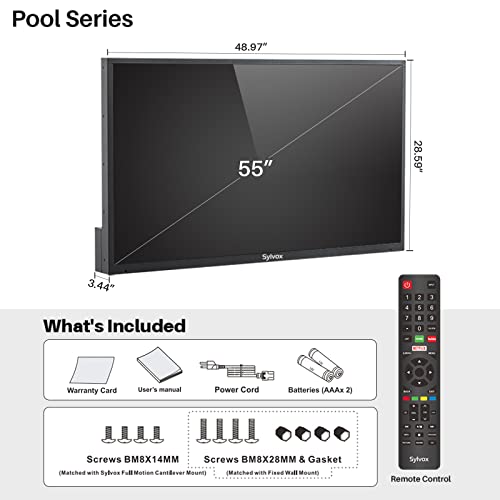 Pool Series
48.97"
55"
28.59"
Sylvox
3.44"
What's Included
Warranty Card
User's manual
Power Cord
Batteries (AAAx 2)
Screws BM8X14MM
(Matched with Sylvox Full Motion Cantilever Mount)
Screws BM8X28MM & Gasket
(Matched with Fixed Wall Mount)
Sylvox
Remote Control